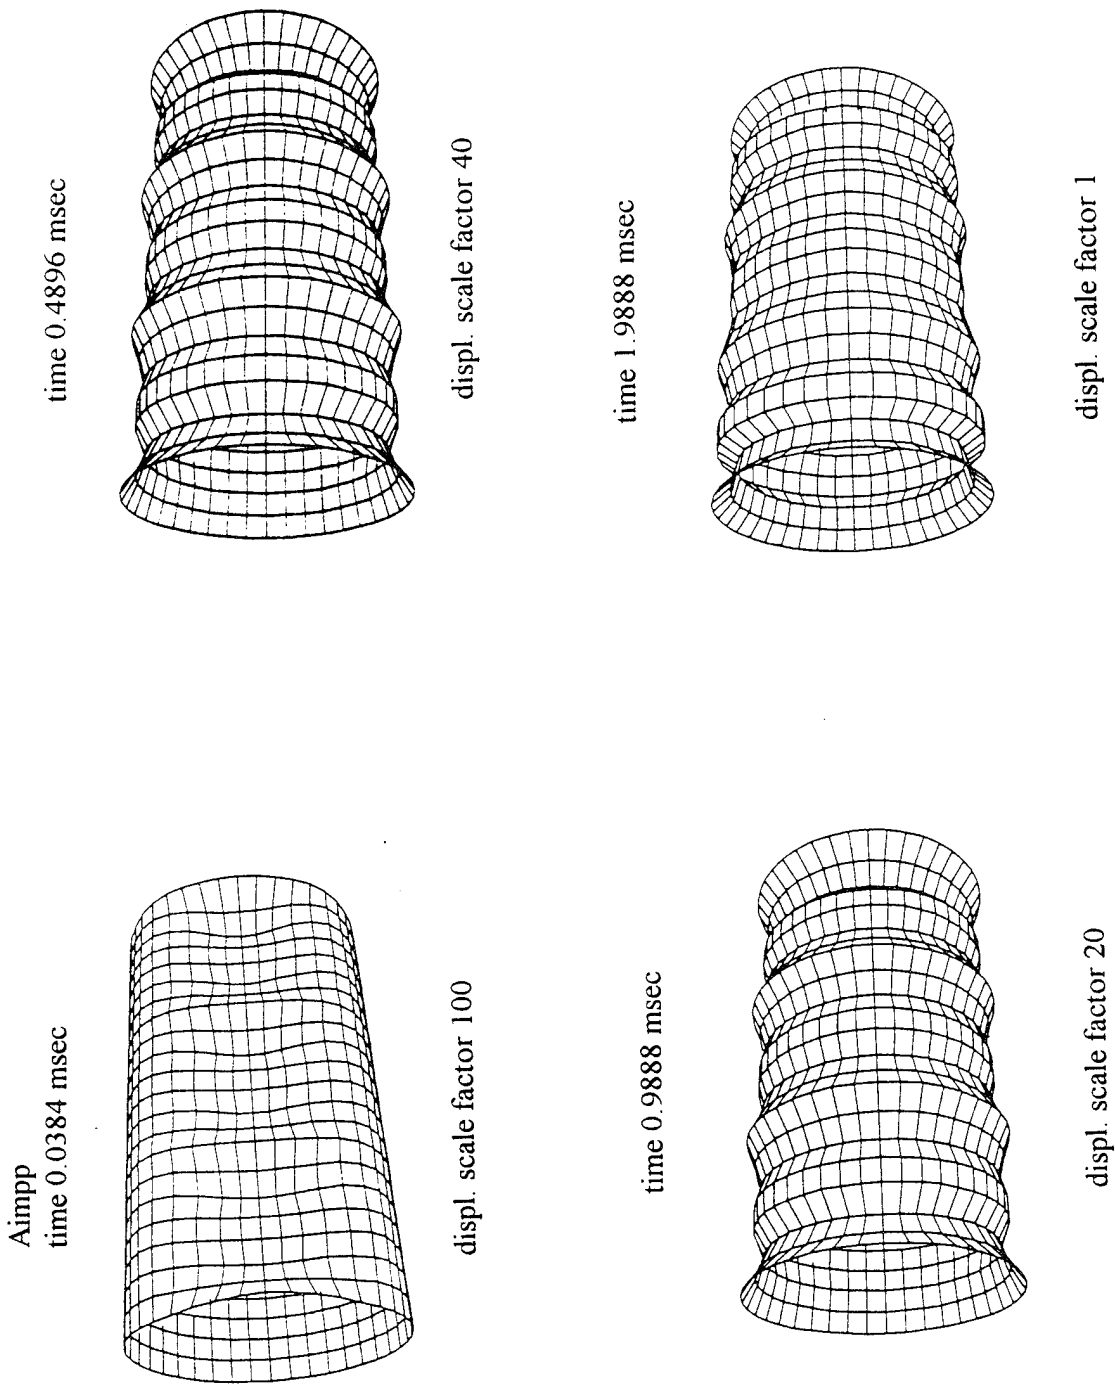 Aimpp
time 0.0384 msec
displ. scale factor 100
time 0.4896 msec
displ. scale factor 40
time 0.9888 msec
displ. scale factor 20
time 1.9888 msec
displ. scale factor 1